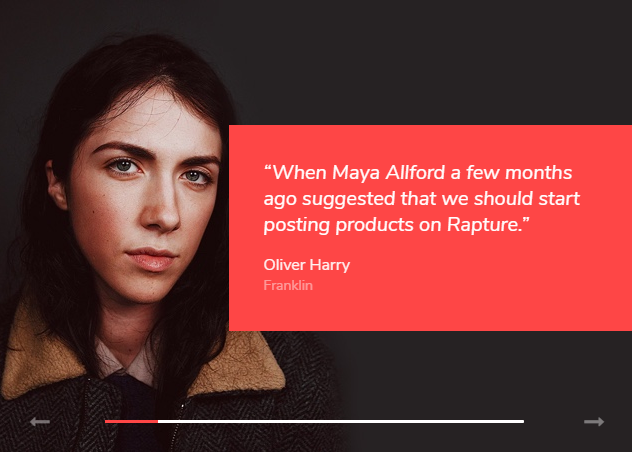 “When Maya Allford a few months
ago suggested that we should start
posting products on Rapture.”
Oliver Harry
Franklin